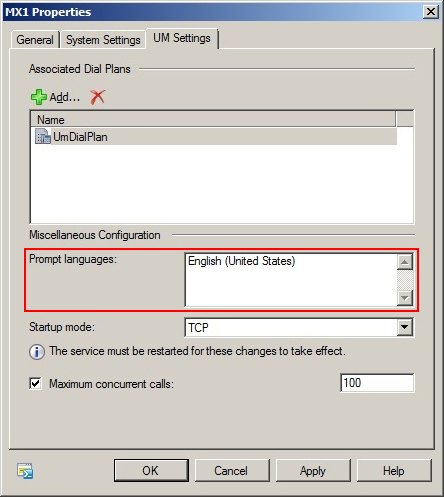 MX1 Properties
General
System Settings
UM Settings
Associated Dial Plans
Add...
Name
UmDialPlan
Miscellaneous Configuration
Prompt languages:
English (United States)
Startup mode:
TCP
The service must be restarted for these changes to take effect.
Maximum concurrent calls:
100
OK
Cancel
Apply
Help